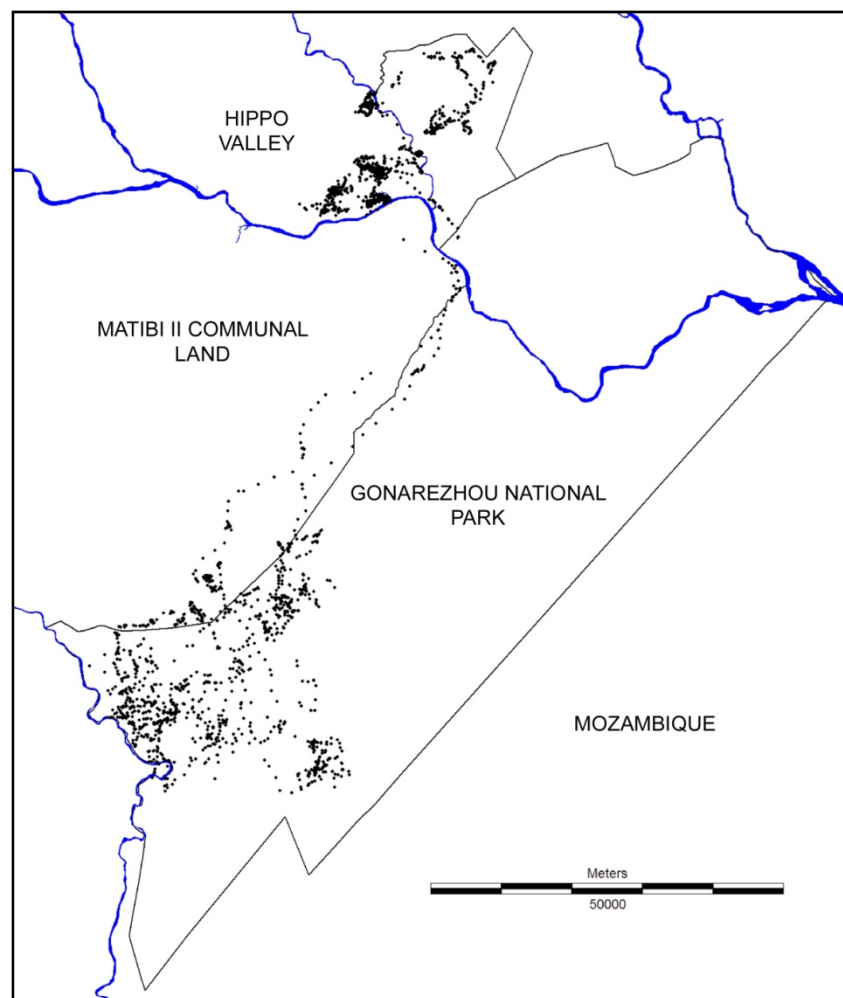 HIPPO
VALLEY
MATIBI II COMMUNAL
LAND
GONAREZHOU NATIONAL
PARK
MOZAMBIQUE
Meters
50000